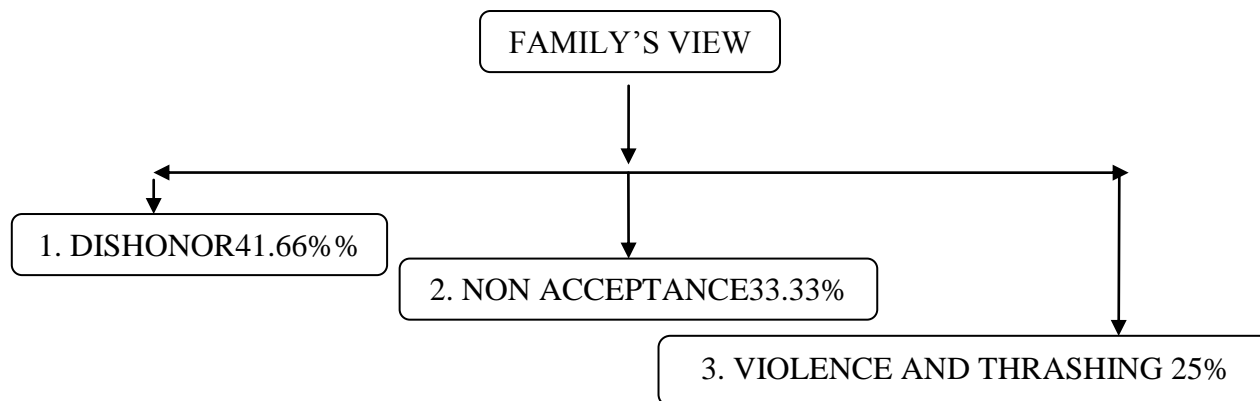 FAMILY’S VIEW
1. DISHONOR41.66%%
2. NON ACCEPTANCE33.33%
3. VIOLENCE AND THRASHING 25%